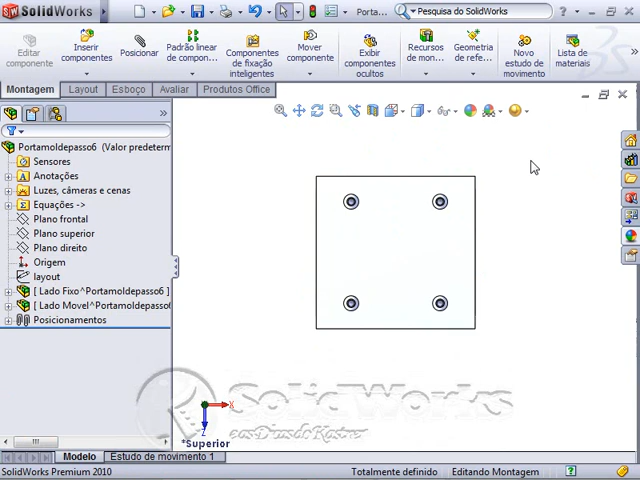 SolidWorks
Porta...
Pesquisa do SolidWorks
Editar componente
Inserir componentes
Posicionar
Padrão linear de compon...
Componentes de fixação inteligentes
Mover componente
Exibir componentes ocultos
Recursos de mon...
Geometria de refe...
Novo estudo de movimento
Lista de materiais
Montagem
Layout
Esboço
Avaliar
Produtos Office
Portamoldepasso6 (Valor predetern
Sensores
Anotações
Luzes, câmeras e cenas
Equações ->
Plano frontal
Plano superior
Plano direito
Origem
layout
[ Lado Fixo^Portamoldepasso6 ]
[ Lado Movel^Portamoldepasso
Posicionamentos
SolidWorks
X
Z
*Superior
Modelo
Estudo de movimento 1
SolidWorks Premium 2010
Totalmente definido
Editando Montagem